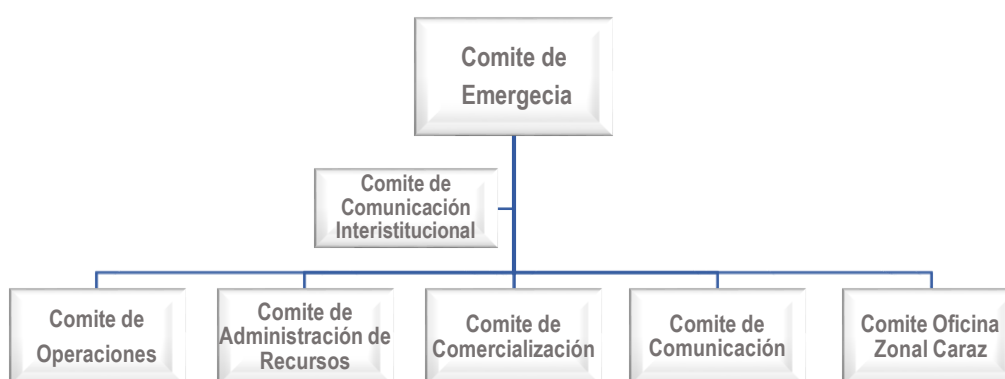 Comite de
Emergecia
Comite de
Comunicación
Interistitucional
Comite de
Operaciones
Comite de
Administración de
Recursos
Comite de
Comercialización
Comite de
Comunicación
Comite Oficina
Zonal Caraz